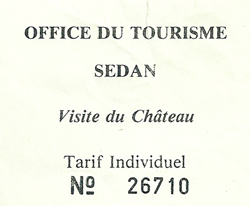 OFFICE DU TOURISME
SEDAN
Visite du Château
Tarif Individuel
Nº 26710